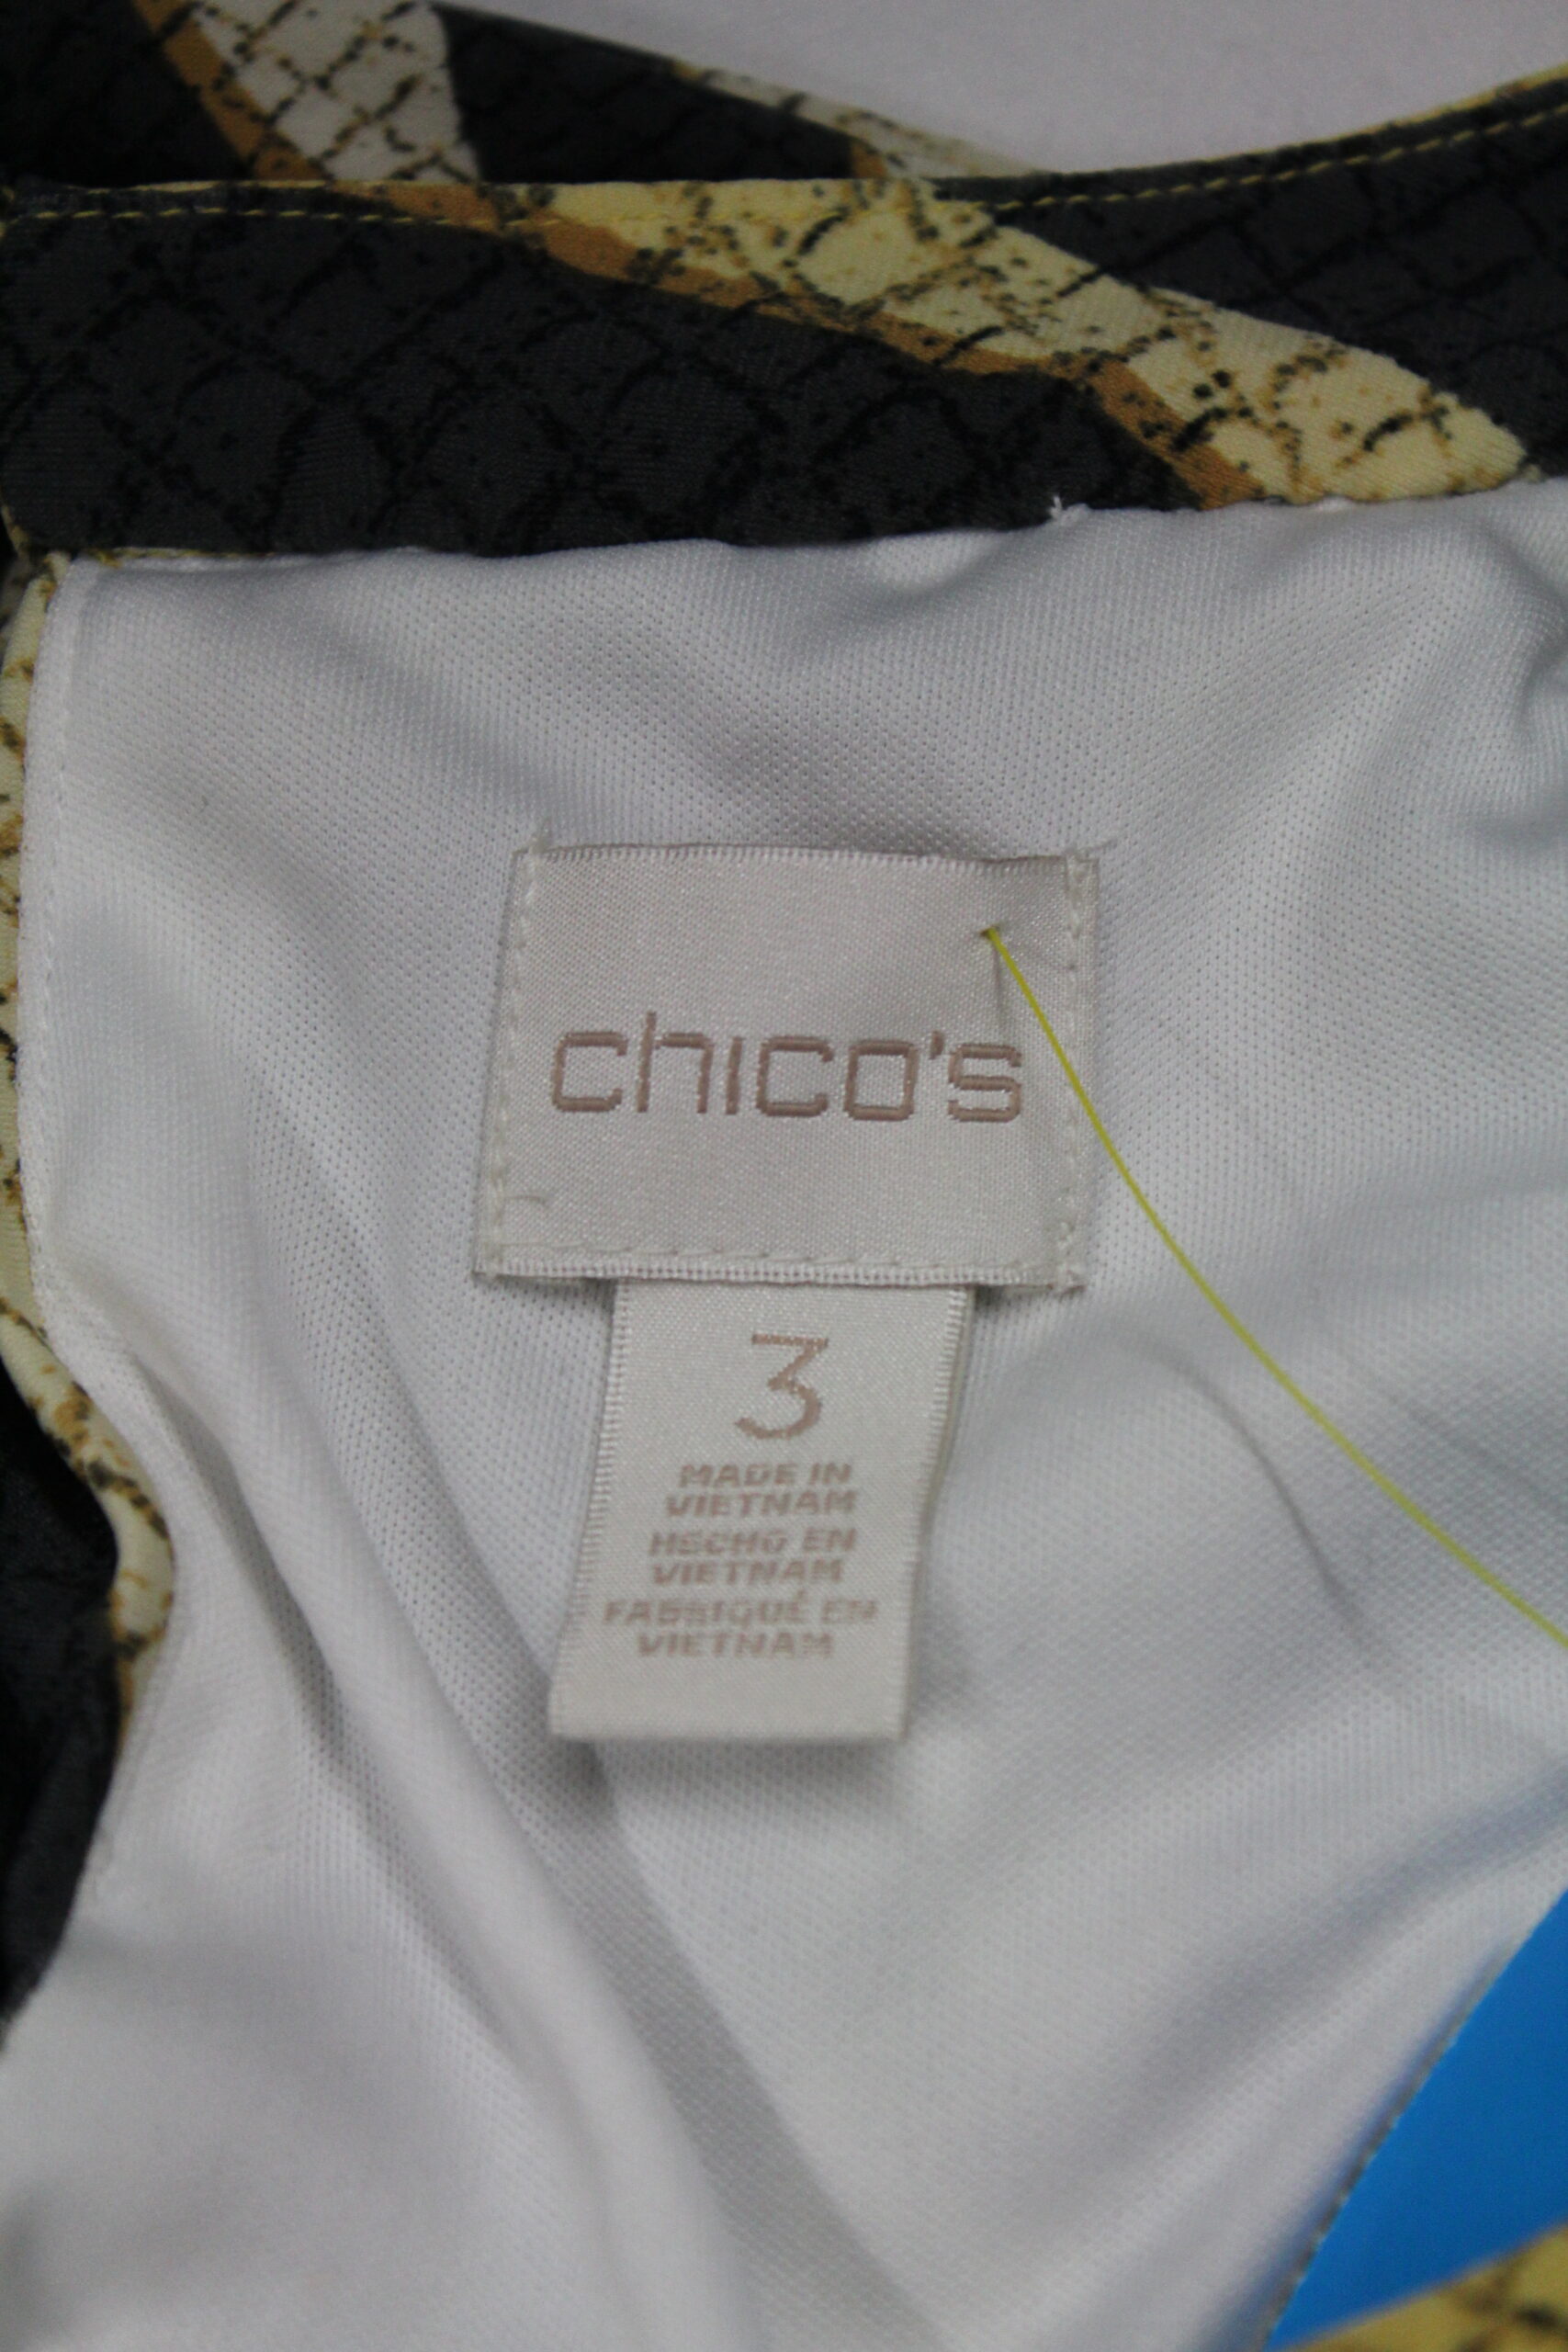 chico's
3
MADE IN
VIETNAM
HECHO EN
VIETNAM
FABRIQUÉ EN
VIETNAM